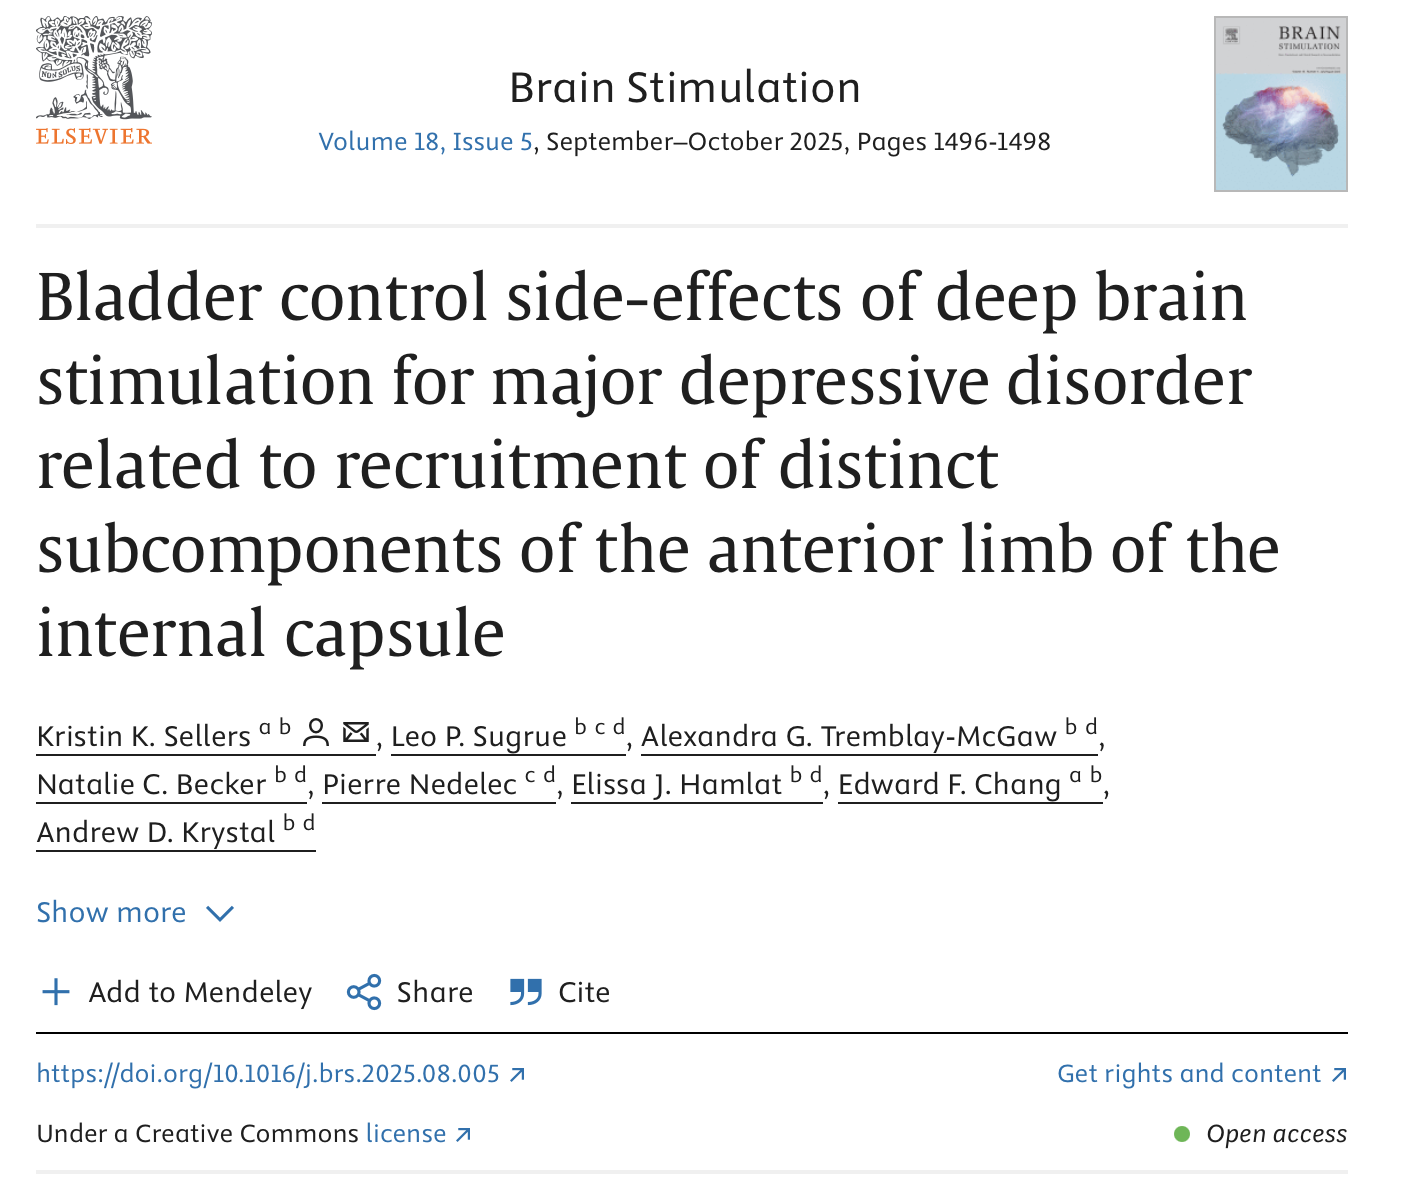 NON SOLUS
ELSEVIER
Brain Stimulation
Volume 18, Issue 5, September–October 2025, Pages 1496-1498
BRAIN
STIMULATION
Bladder control side-effects of deep brain
stimulation for major depressive disorder
related to recruitment of distinct
subcomponents of the anterior limb of the
internal capsule
Kristin K. Sellers a b, Leo P. Sugrue b c d, Alexandra G. Tremblay-McGaw b d,
Natalie C. Becker b d, Pierre Nedelec c d, Elissa J. Hamlat b d, Edward F. Chang a b,
Andrew D. Krystal b d
Show more
Add to Mendeley Share Cite
https://doi.org/10.1016/j.brs.2025.08.005 Get rights and content
Under a Creative Commons license Open access